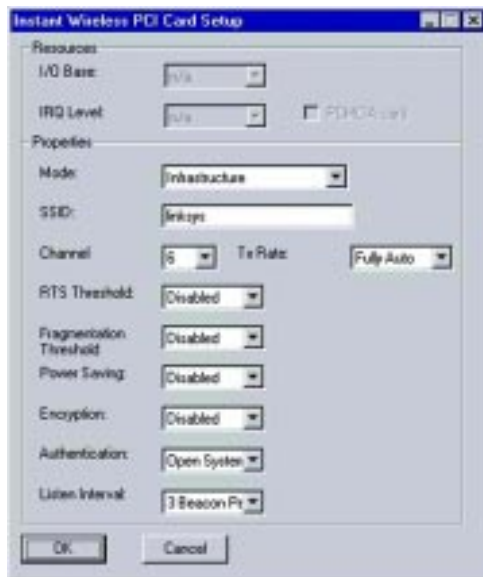 Instant Wireless PCI Card Setup
Resources
I/O Base: n/a
IRQ Level: n/a PCMCIA card
Properties
Mode: Infrastructure
SSID: linksys
Channel 6 Tx Rate: Fully Auto
RTS Threshold: Disabled
Fragmentation
Threshold Disabled
Power Saving: Disabled
Encryption: Disabled
Authentication: Open System
Listen Interval: 3 Beacon Pe
OK Cancel